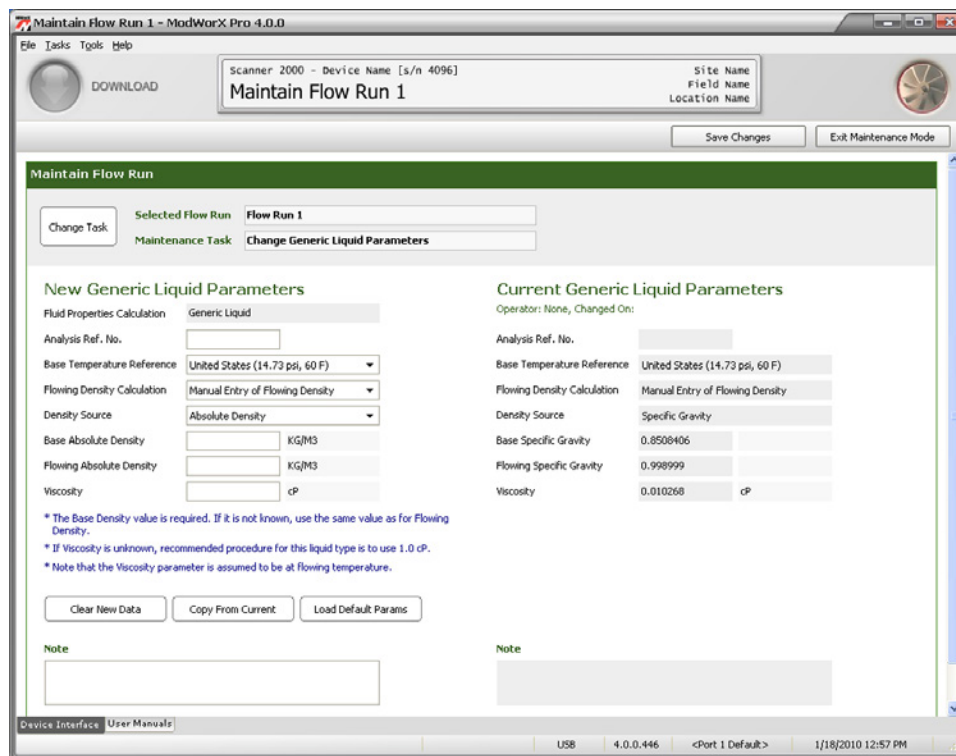 Maintain Flow Run 1 - ModWorX Pro 4.0.0
File Tasks Tools Help
DOWNLOAD
Scanner 2000 - Device Name [s/n 4096]
Maintain Flow Run 1
Site Name
Field Name
Location Name
Save Changes
Exit Maintenance Mode
Maintain Flow Run
Change Task
Selected Flow Run Flow Run 1
Maintenance Task Change Generic Liquid Parameters
New Generic Liquid Parameters
Fluid Properties Calculation Generic Liquid
Analysis Ref. No.
Base Temperature Reference United States (14.73 psi, 60 F)
Flowing Density Calculation Manual Entry of Flowing Density
Density Source Absolute Density
Base Absolute Density KG/M3
Flowing Absolute Density KG/M3
Viscosity cP
* The Base Density value is required. If it is not known, use the same value as for Flowing
Density.
* If Viscosity is unknown, recommended procedure for this liquid type is to use 1.0 cP.
* Note that the Viscosity parameter is assumed to be at flowing temperature.
Clear New Data
Copy From Current
Load Default Params
Note
Current Generic Liquid Parameters
Operator: None, Changed On:
Analysis Ref. No.
Base Temperature Reference United States (14.73 psi, 60 F)
Flowing Density Calculation Manual Entry of Flowing Density
Density Source Specific Gravity
Base Specific Gravity 0.8508406
Flowing Specific Gravity 0.998999
Viscosity 0.010268 cP
Note
Device Interface User Manuals
USB 4.0.0.446 <Port 1 Default> 1/18/2010 12:57 PM